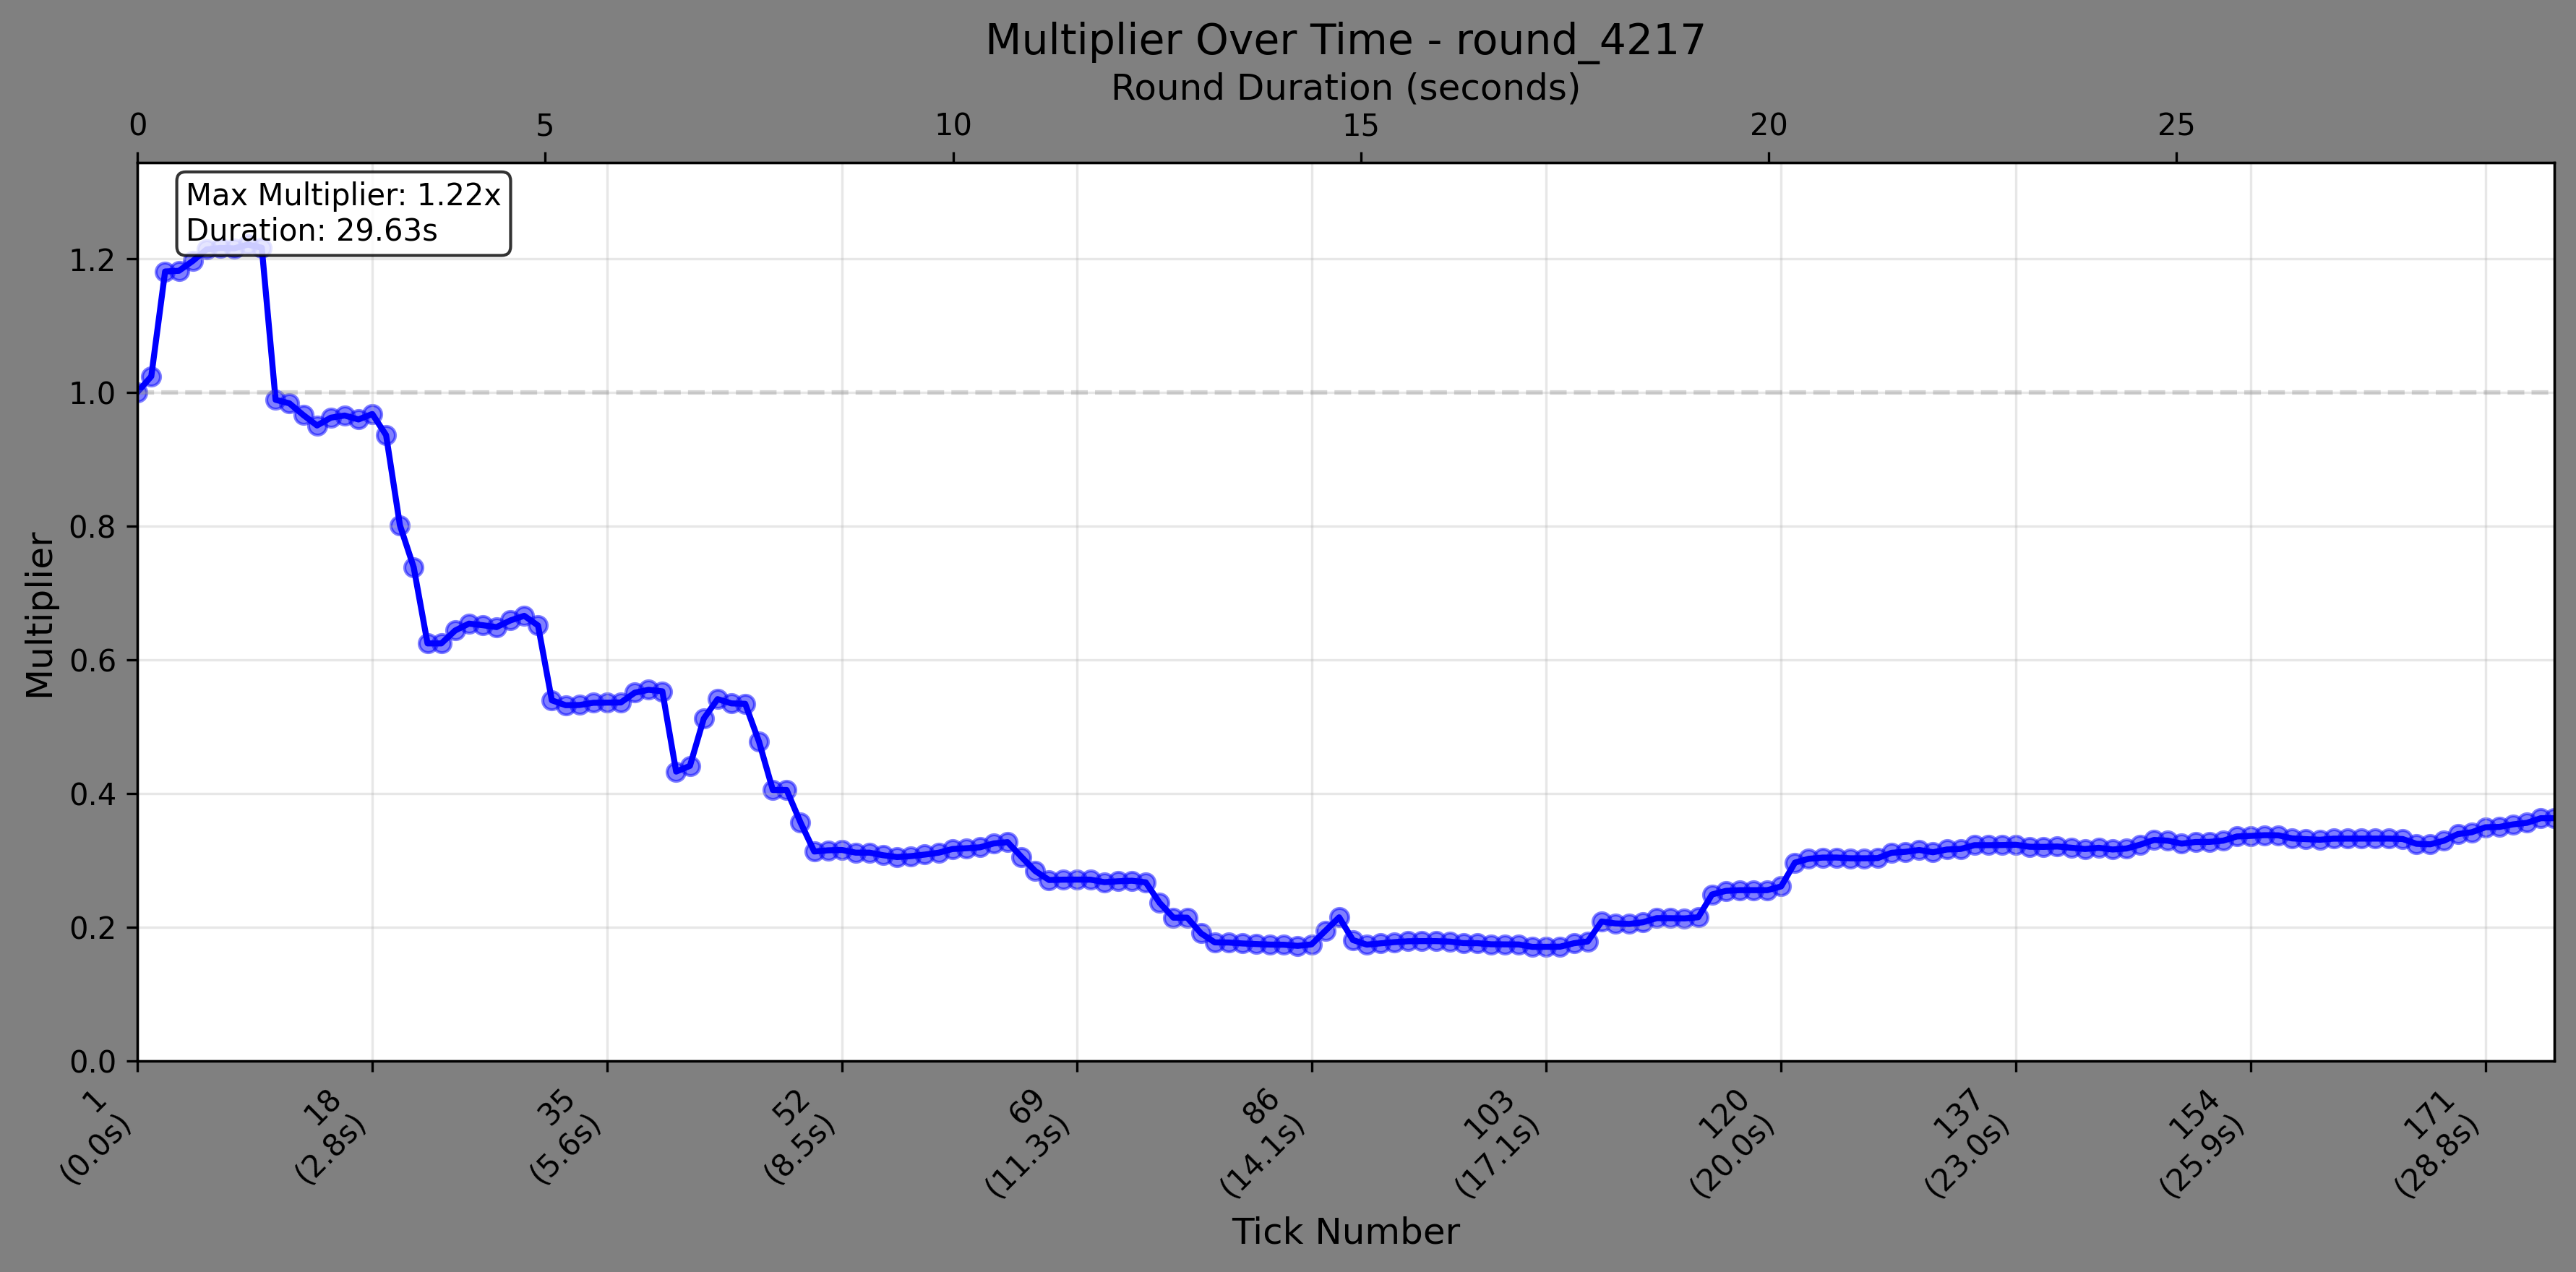 Multiplier Over Time - round_4217
Round Duration (seconds)
0 5 10 15 20 25
Max Multiplier: 1.22x
Duration: 29.63s
Multiplier
1.2
1.0
0.8
0.6
0.4
0.2
0.0
1
(0.0s)
18
(2.8s)
35
(5.6s)
52
(8.5s)
69
(11.3s)
86
(14.1s)
103
(17.1s)
120
(20.0s)
137
(23.0s)
154
(25.9s)
171
(28.8s)
Tick Number